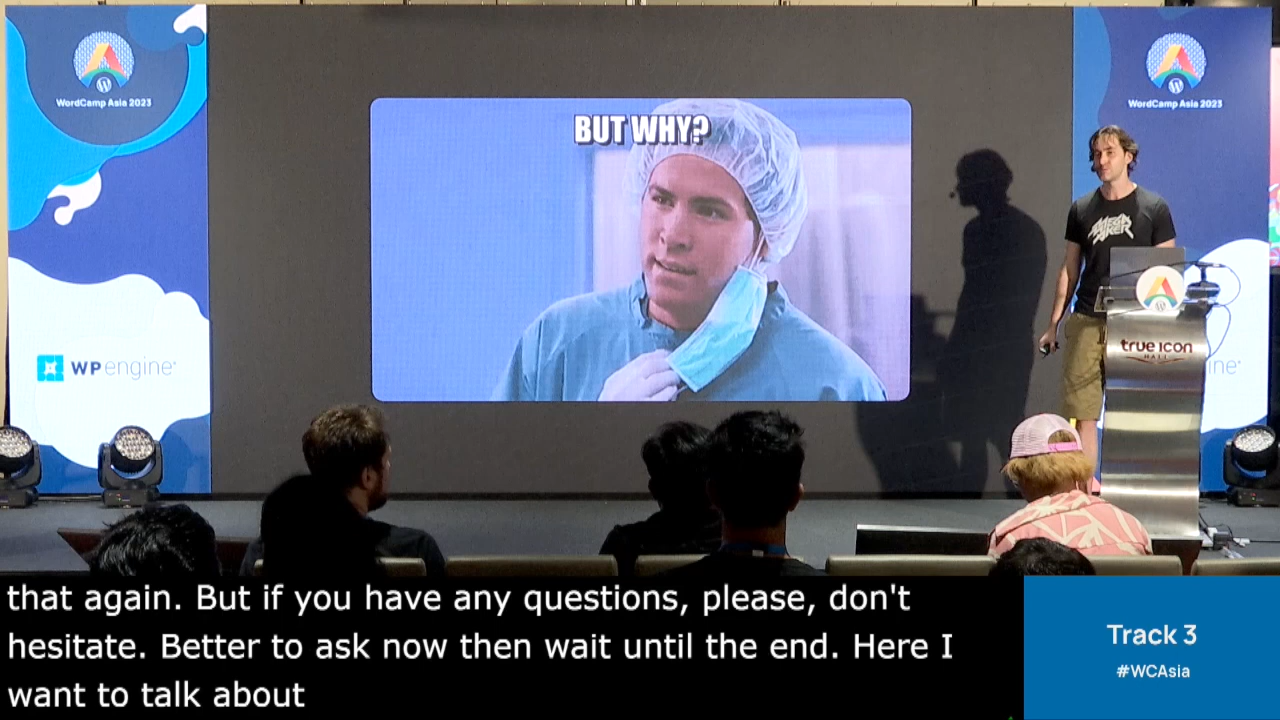 WordCamp Asia 2023
BUT WHY?
WordCamp Asia 2023
MEGA
true icon
HALL
WP engine
ine
that again. But if you have any questions, please, don't
hesitate. Better to ask now then wait until the end. Here I
want to talk about
Track 3
#WCAsia